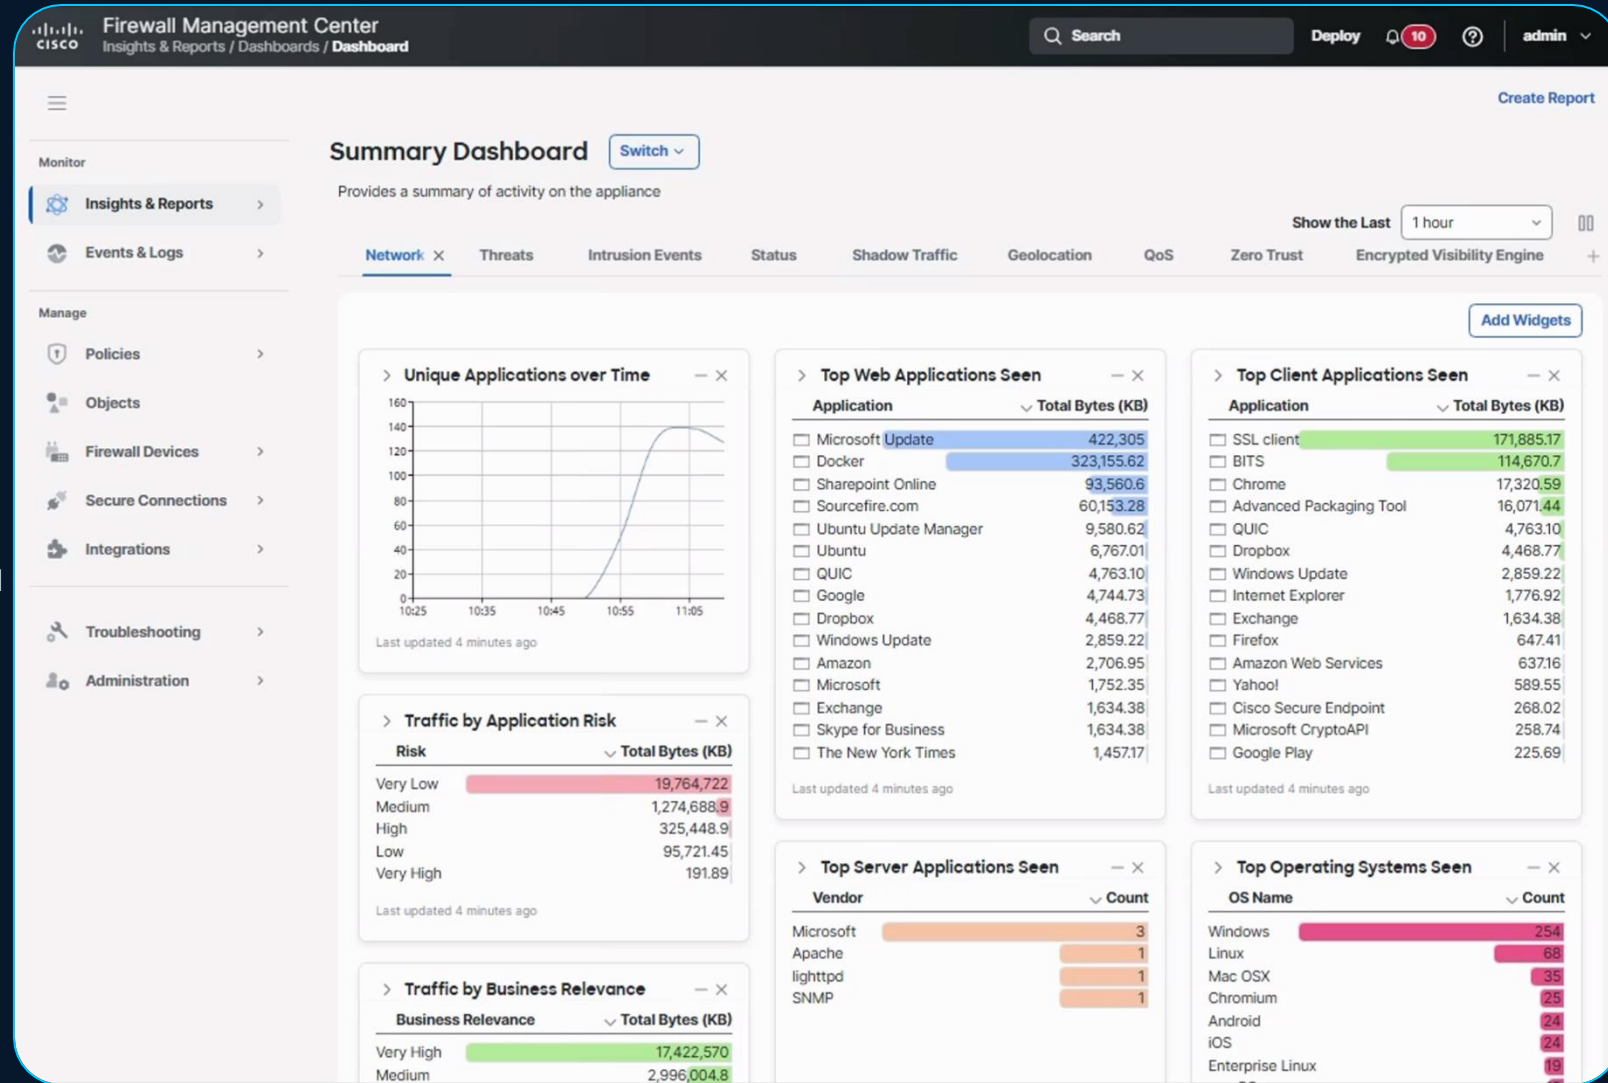 CISCO
Firewall Management Center
Insights & Reports / Dashboards / Dashboard
Search
Deploy
10
admin
Create Report
Monitor
Insights & Reports
Events & Logs
Manage
Policies
Objects
Firewall Devices
Secure Connections
Integrations
Troubleshooting
Administration
Summary Dashboard
Switch
Provides a summary of activity on the appliance
Show the Last 1 hour
Network Threats Intrusion Events Status Shadow Traffic Geolocation QoS Zero Trust Encrypted Visibility Engine
Add Widgets
Unique Applications over Time
160
140
120
100
80
60
40
20
0
10:25 10:35 10:45 10:55 11:05
Last updated 4 minutes ago
Traffic by Application Risk
Risk Total Bytes (KB)
Very Low 19,764,722
Medium 1,274,688.9
High 325,448.9
Low 95,721.45
Very High 191.89
Last updated 4 minutes ago
Traffic by Business Relevance
Business Relevance Total Bytes (KB)
Very High 17,422,570
Medium 2,996,004.8
Top Web Applications Seen
Application Total Bytes (KB)
Microsoft Update 422,305
Docker 323,155.62
Sharepoint Online 93,560.6
Sourcefire.com 60,153.28
Ubuntu Update Manager 9,580.62
Ubuntu 6,767.01
QUIC 4,763.10
Google 4,744.73
Dropbox 4,468.77
Windows Update 2,859.22
Amazon 2,706.95
Microsoft 1,752.35
Exchange 1,634.38
Skype for Business 1,634.38
The New York Times 1,457.17
Last updated 4 minutes ago
Top Server Applications Seen
Vendor Count
Microsoft 3
Apache 1
lighttpd 1
SNMP 1
Top Client Applications Seen
Application Total Bytes (KB)
SSL client 171,885.17
BITS 114,670.7
Chrome 17,320.59
Advanced Packaging Tool 16,071.44
QUIC 4,763.10
Dropbox 4,468.77
Windows Update 2,859.22
Internet Explorer 1,776.92
Exchange 1,634.38
Firefox 647.41
Amazon Web Services 637.16
Yahoo! 589.55
Cisco Secure Endpoint 268.02
Microsoft CryptoAPI 258.74
Google Play 225.69
Last updated 4 minutes ago
Top Operating Systems Seen
OS Name Count
Windows 254
Linux 68
Mac OSX 35
Chromium 25
Android 24
iOS 24
Enterprise Linux 19